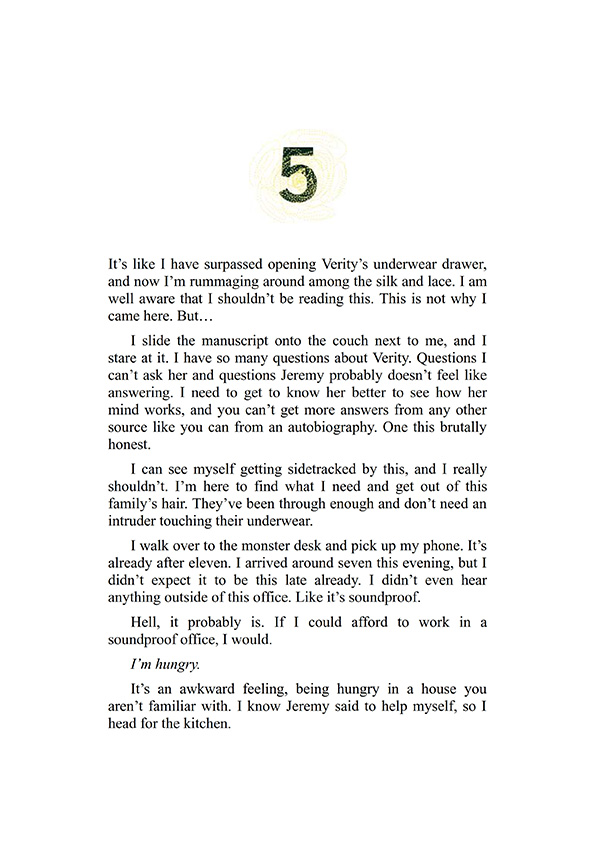 5
It’s like I have surpassed opening Verity’s underwear drawer,
and now I’m rummaging around among the silk and lace. I am
well aware that I shouldn’t be reading this. This is not why I
came here. But…
I slide the manuscript onto the couch next to me, and I
stare at it. I have so many questions about Verity. Questions I
can’t ask her and questions Jeremy probably doesn’t feel like
answering. I need to get to know her better to see how her
mind works, and you can’t get more answers from any other
source like you can from an autobiography. One this brutally
honest.
I can see myself getting sidetracked by this, and I really
shouldn’t. I’m here to find what I need and get out of this
family’s hair. They’ve been through enough and don’t need an
intruder touching their underwear.
I walk over to the monster desk and pick up my phone. It’s
already after eleven. I arrived around seven this evening, but I
didn’t expect it to be this late already. I didn’t even hear
anything outside of this office. Like it’s soundproof.
Hell, it probably is. If I could afford to work in a
soundproof office, I would.
I’m hungry.
It’s an awkward feeling, being hungry in a house you
aren’t familiar with. I know Jeremy said to help myself, so I
head for the kitchen.